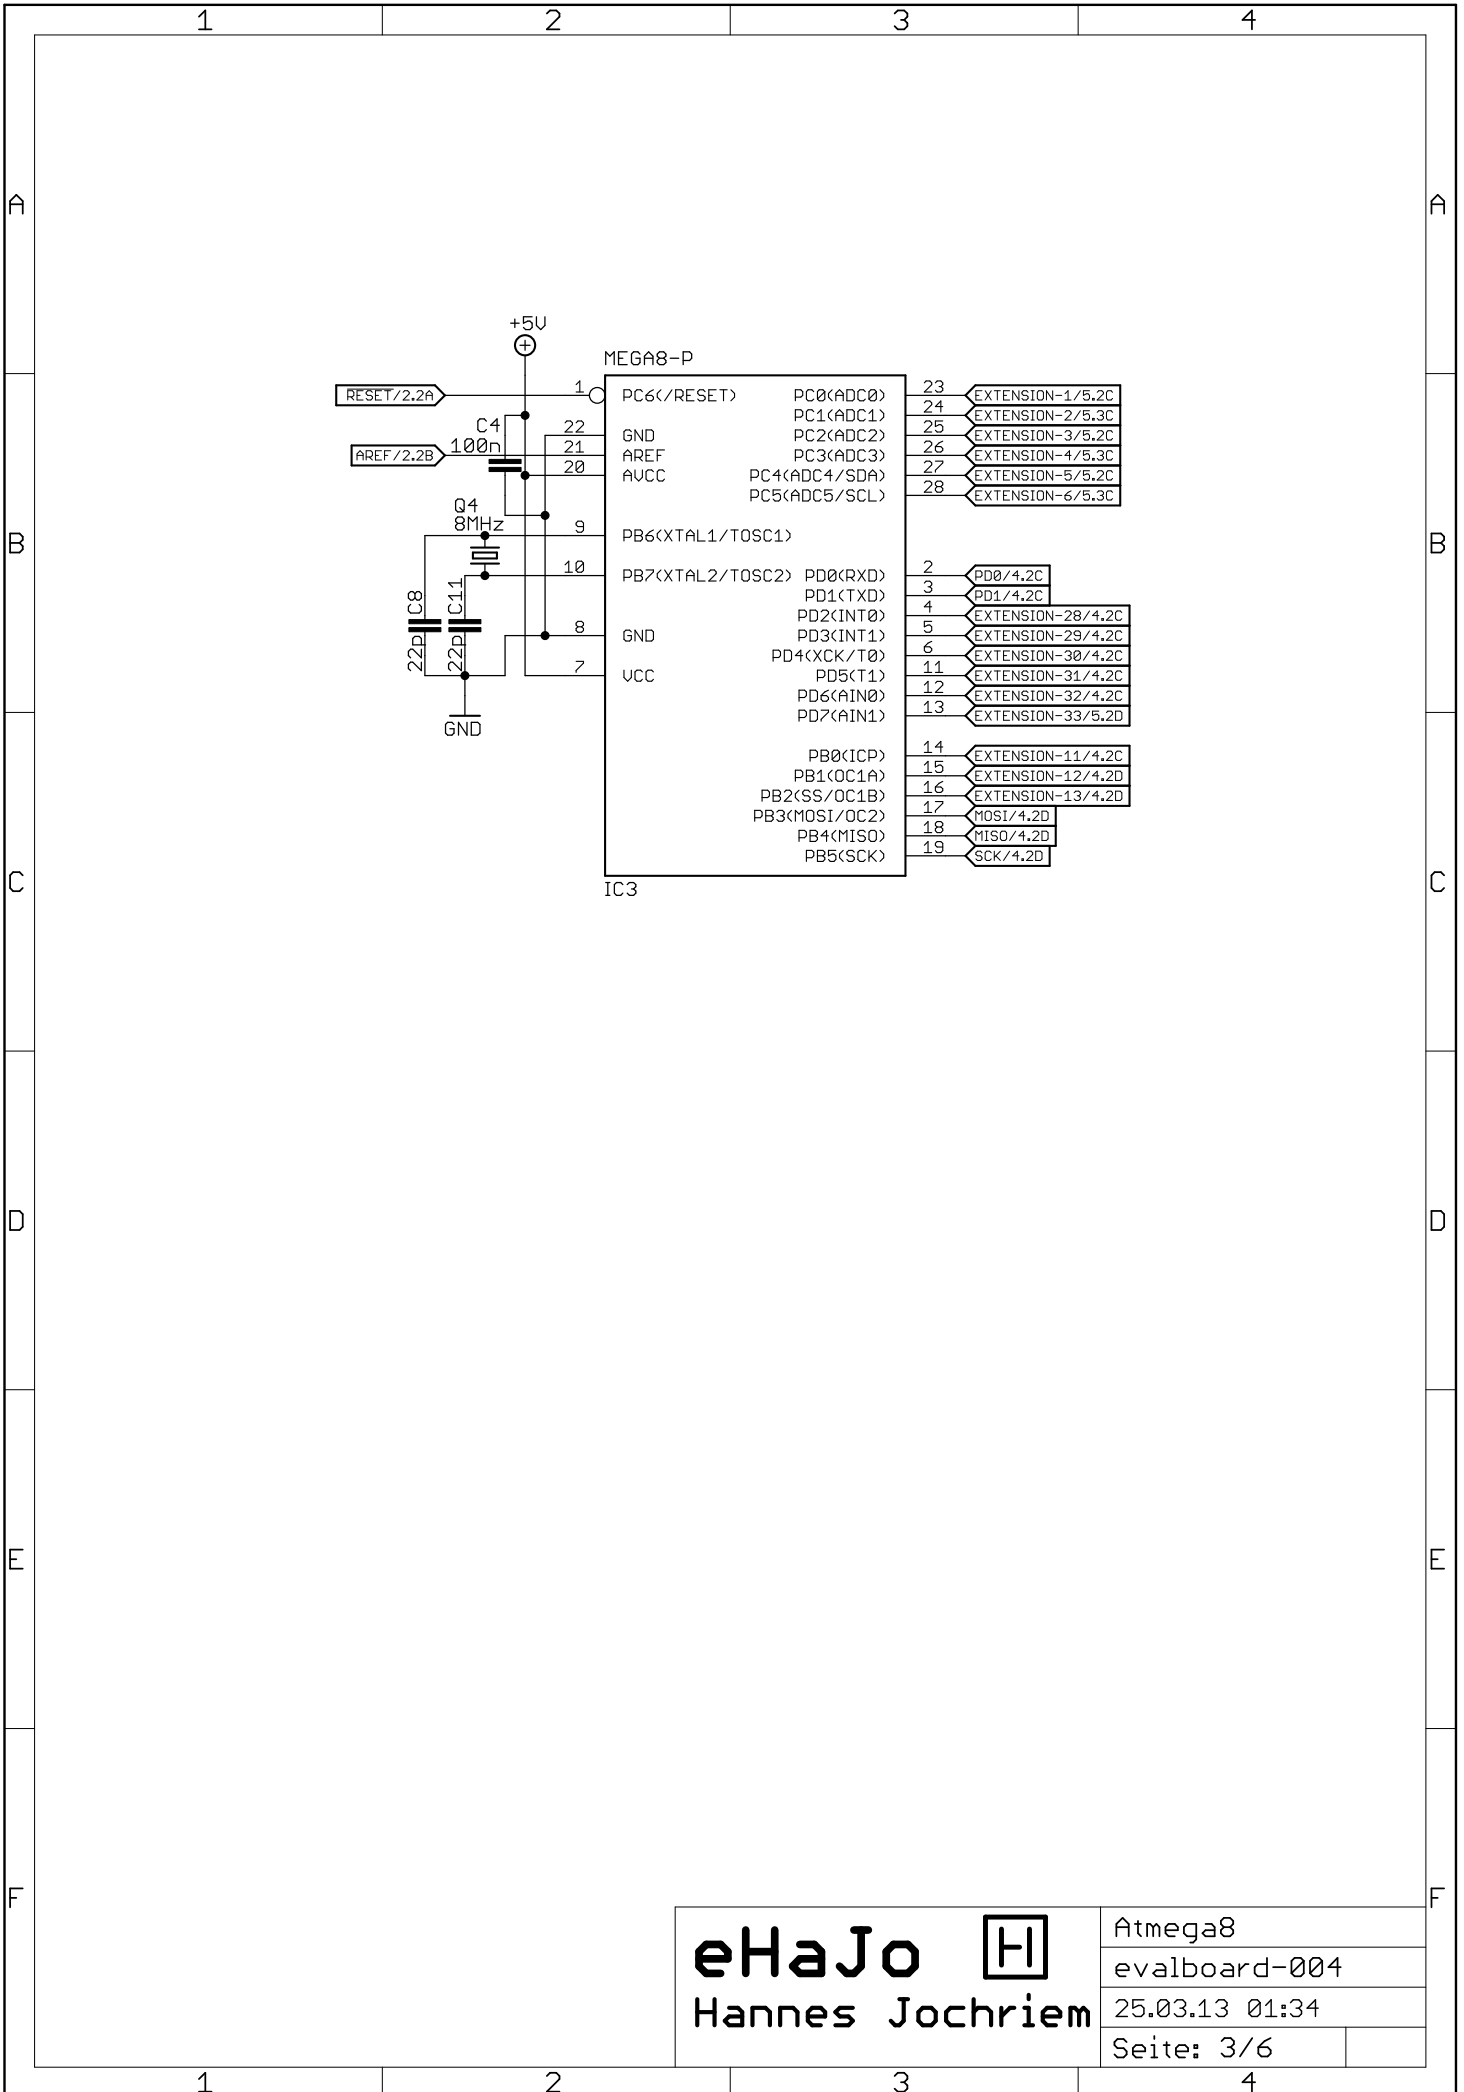 1 2 3 4
A A
+5V
MEGA8-P
RESET/2.2A 1 PC6(/RESET) PC0(ADC0) 23 EXTENSION-1/5.2C
PC1(ADC1) 24 EXTENSION-2/5.3C
C4 22 GND PC2(ADC2) 25 EXTENSION-3/5.2C
AREF/2.2B 100n 21 AREF PC3(ADC3) 26 EXTENSION-4/5.3C
20 AVCC PC4(ADC4/SDA) 27 EXTENSION-5/5.2C
PC5(ADC5/SCL) 28 EXTENSION-6/5.3C
Q4
8MHz
B 9 PB6(XTAL1/TOSC1) B
10 PB7(XTAL2/TOSC2) PD0(RXD) 2 PD0/4.2C
PD1(TXD) 3 PD1/4.2C
C8 C11 PD2(INT0) 4 EXTENSION-28/4.2C
8 GND PD3(INT1) 5 EXTENSION-29/4.2C
22p 22p PD4(XCK/T0) 6 EXTENSION-30/4.2C
7 VCC PD5(T1) 11 EXTENSION-31/4.2C
PD6(AIN0) 12 EXTENSION-32/4.2C
GND PD7(AIN1) 13 EXTENSION-33/5.2D
PB0(ICP) 14 EXTENSION-11/4.2C
PB1(OC1A) 15 EXTENSION-12/4.2D
PB2(SS/OC1B) 16 EXTENSION-13/4.2D
PB3(MOSI/OC2) 17 MOSI/4.2D
PB4(MISO) 18 MISO/4.2D
PB5(SCK) 19 SCK/4.2D
C IC3 C
D D
E E
F F
eHaJo H
Hannes Jochriem
Atmega8
evalboard-004
25.03.13 01:34
Seite: 3/6
1 2 3 4